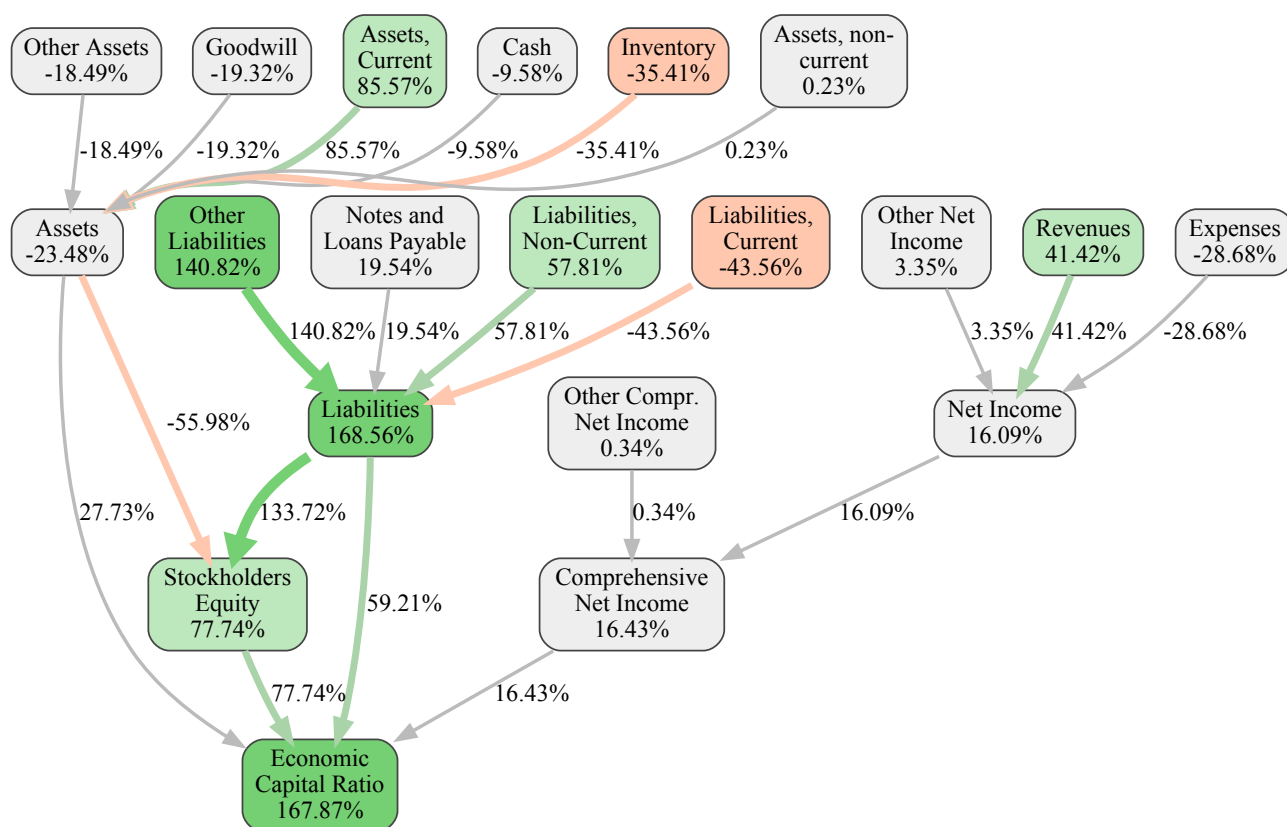 Other Assets
-18.49%
Goodwill
-19.32%
Assets,
Current
85.57%
Cash
-9.58%
Inventory
-35.41%
Assets, non-
current
0.23%
-18.49%
-19.32%
85.57%
-9.58%
-35.41%
0.23%
Assets
-23.48%
Other
Liabilities
140.82%
Notes and
Loans Payable
19.54%
Liabilities,
Non-Current
57.81%
Liabilities,
Current
-43.56%
Other Net
Income
3.35%
Revenues
41.42%
Expenses
-28.68%
140.82%
19.54%
57.81%
-43.56%
3.35%
41.42%
-28.68%
-55.98%
Liabilities
168.56%
Other Compr.
Net Income
0.34%
Net Income
16.09%
27.73%
133.72%
59.21%
0.34%
16.09%
Stockholders
Equity
77.74%
Comprehensive
Net Income
16.43%
77.74%
16.43%
Economic
Capital Ratio
167.87%